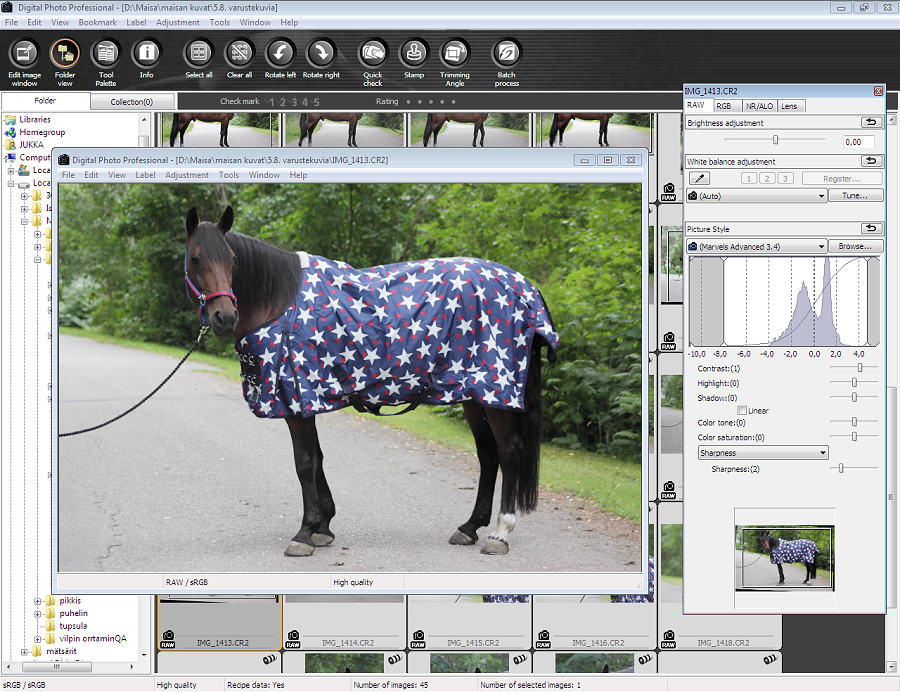 Digital Photo Professional - [D:\Maisa\maisan kuvat\5.8. varustekuvia]
File Edit View Bookmark Label Adjustment Tools Window Help
Edit image window
Folder view
Tool Palette
Info
Select all
Clear all
Rotate left
Rotate right
Quick check
Stamp
Trimming Angle
Batch process
Folder
Collection(0)
Check mark 1 2 3 4 5
Rating
Libraries
Homegroup
JUKKA
Comput
Loca
Loca
pikkis
puhelin
tupsula
vilpin orrtaminQA
mätsärit
Digital Photo Professional - [D:\Maisa\maisan kuvat\5.8. varustekuvia\IMG_1413.CR2]
File Edit View Label Adjustment Tools Window Help
RAW / sRGB
High quality
IMG_1413.CR2
RAW RGB NR/ALO Lens
Brightness adjustment
0,00
White balance adjustment
1 2 3 Register...
(Auto) Tune...
Picture Style
(Marvels Advanced 3.4) Browse...
-10,0 -8,0 -6,0 -4,0 -2,0 0,0 2,0 4,0
Contrast:(1)
Highlight:(0)
Shadow:(0)
Linear
Color tone:(0)
Color saturation:(0)
Sharpness
Sharpness:(2)
RAW
RAW
RAW
RAW IMG_1413.CR2
RAW IMG_1414.CR2
RAW IMG_1415.CR2
RAW IMG_1416.CR2
RAW IMG_1418.CR2
sRGB / sRGB
High quality
Recipe data: Yes
Number of images: 45
Number of selected images: 1